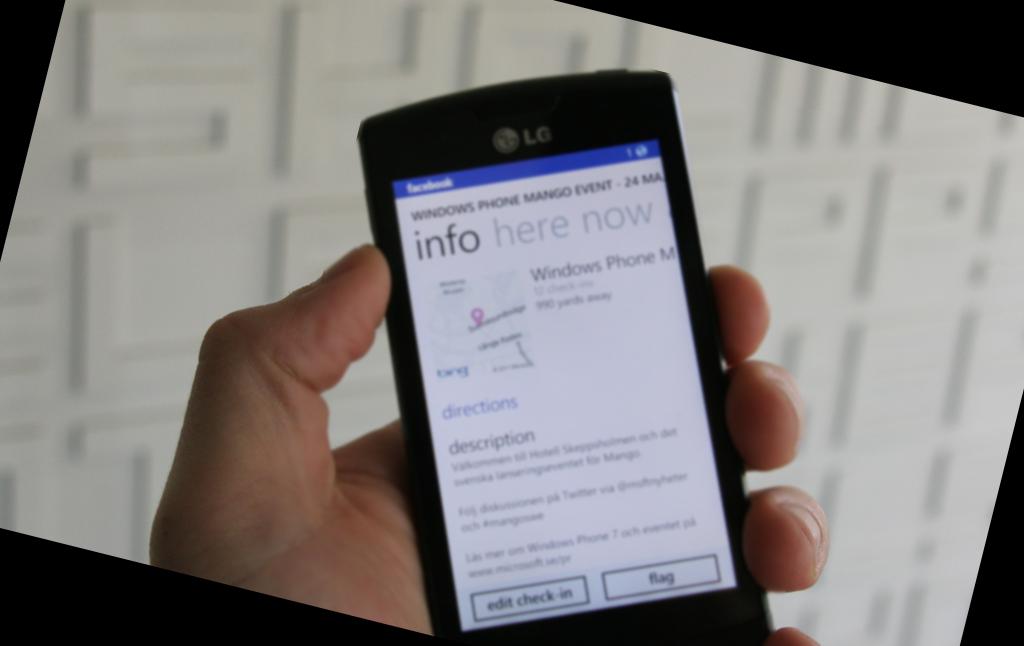 LG
facebook
WINDOWS PHONE MANGO EVENT - 24 MA
info here now
Windows Phone M
12 check-ins
990 yards away
bing
directions
description
Välkommen till Hotell Skeppsholmen och det
svenska lanseringseventet för Mango.
Följ diskussionen på Twitter via @msftnyheter
och #mangoswe
Läs mer om Windows Phone 7 och eventet på
www.microsoft.se/pr
edit check-in
flag